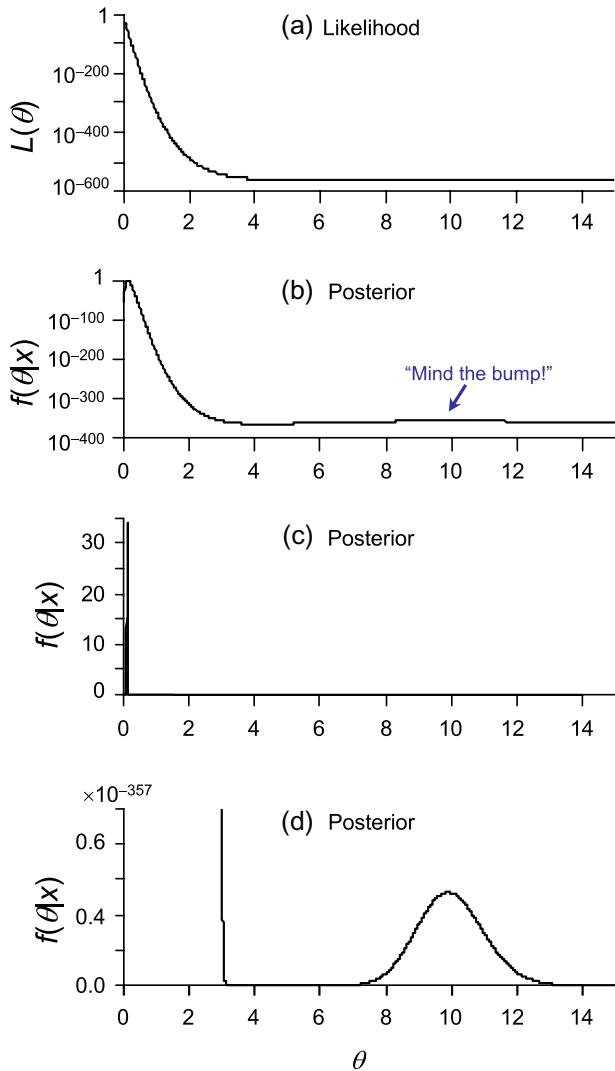 (a) Likelihood
L(θ)
1
10⁻²⁰⁰
10⁻⁴⁰⁰
10⁻⁶⁰⁰
0 2 4 6 8 10 12 14
(b) Posterior
f(θ|x)
1
10⁻¹⁰⁰
10⁻²⁰⁰
10⁻³⁰⁰
10⁻⁴⁰⁰
“Mind the bump!”
0 2 4 6 8 10 12 14
(c) Posterior
f(θ|x)
30
20
10
0
0 2 4 6 8 10 12 14
×10⁻³⁵⁷
(d) Posterior
f(θ|x)
0.6
0.4
0.0
0 2 4 6 8 10 12 14
θ